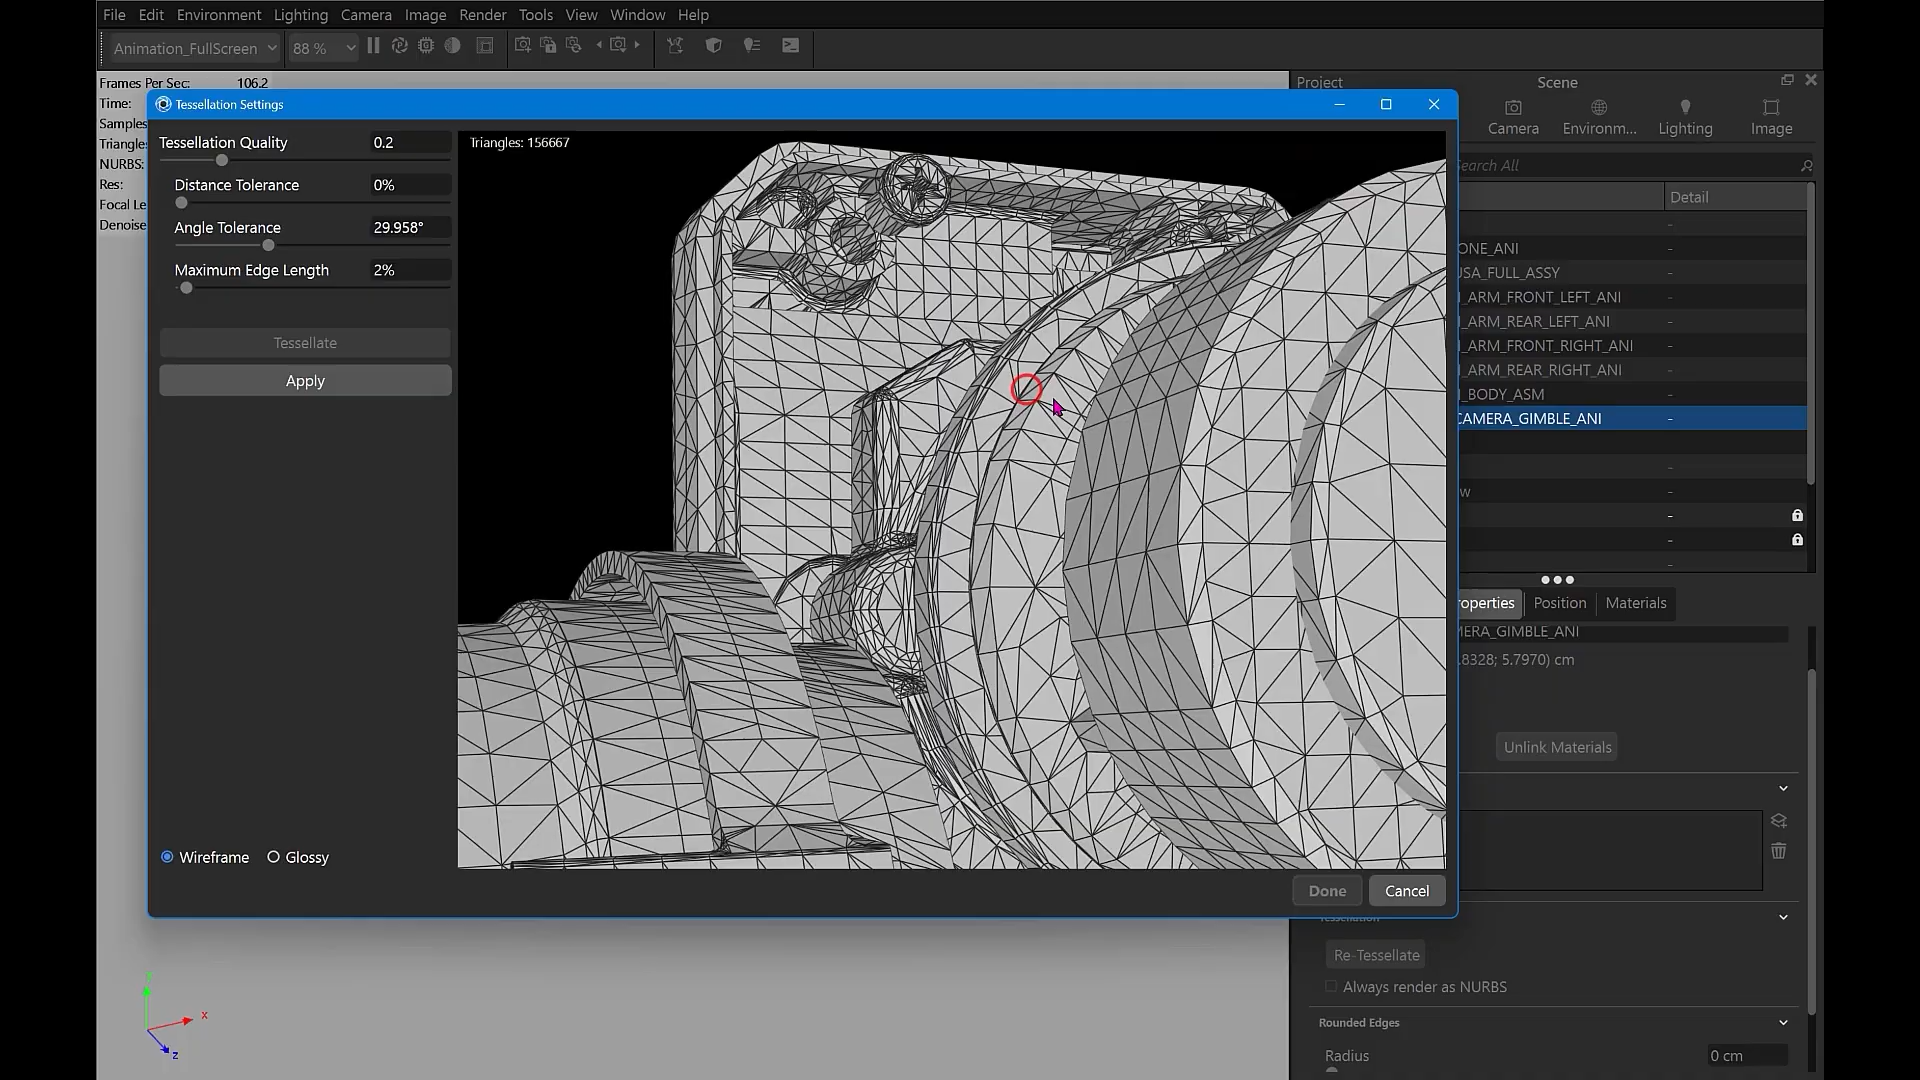 File Edit Environment Lighting Camera Image Render Tools View Window Help
Animation_FullScreen 88 %
Frames Per Sec: 106.2
Project Scene
Tessellation Settings
Time:
Samples
Triangle
NURBS:
Res:
Focal Le
Denoise
Tessellation Quality 0.2
Distance Tolerance 0%
Angle Tolerance 29.958°
Maximum Edge Length 2%
Tessellate
Apply
Wireframe Glossy
Triangles: 156667
Done Cancel
Camera Environm... Lighting Image
earch All
Detail
ONE_ANI -
USA_FULL_ASSY -
_ARM_FRONT_LEFT_ANI -
_ARM_REAR_LEFT_ANI -
_ARM_FRONT_RIGHT_ANI -
_ARM_REAR_RIGHT_ANI -
_BODY_ASM -
CAMERA_GIMBLE_ANI -
w -
operties Position Materials
MERA_GIMBLE_ANI
.8328; 5.7970) cm
Unlink Materials
Tessellation
Re-Tessellate
Always render as NURBS
Rounded Edges
Radius 0 cm
Y
X
Z